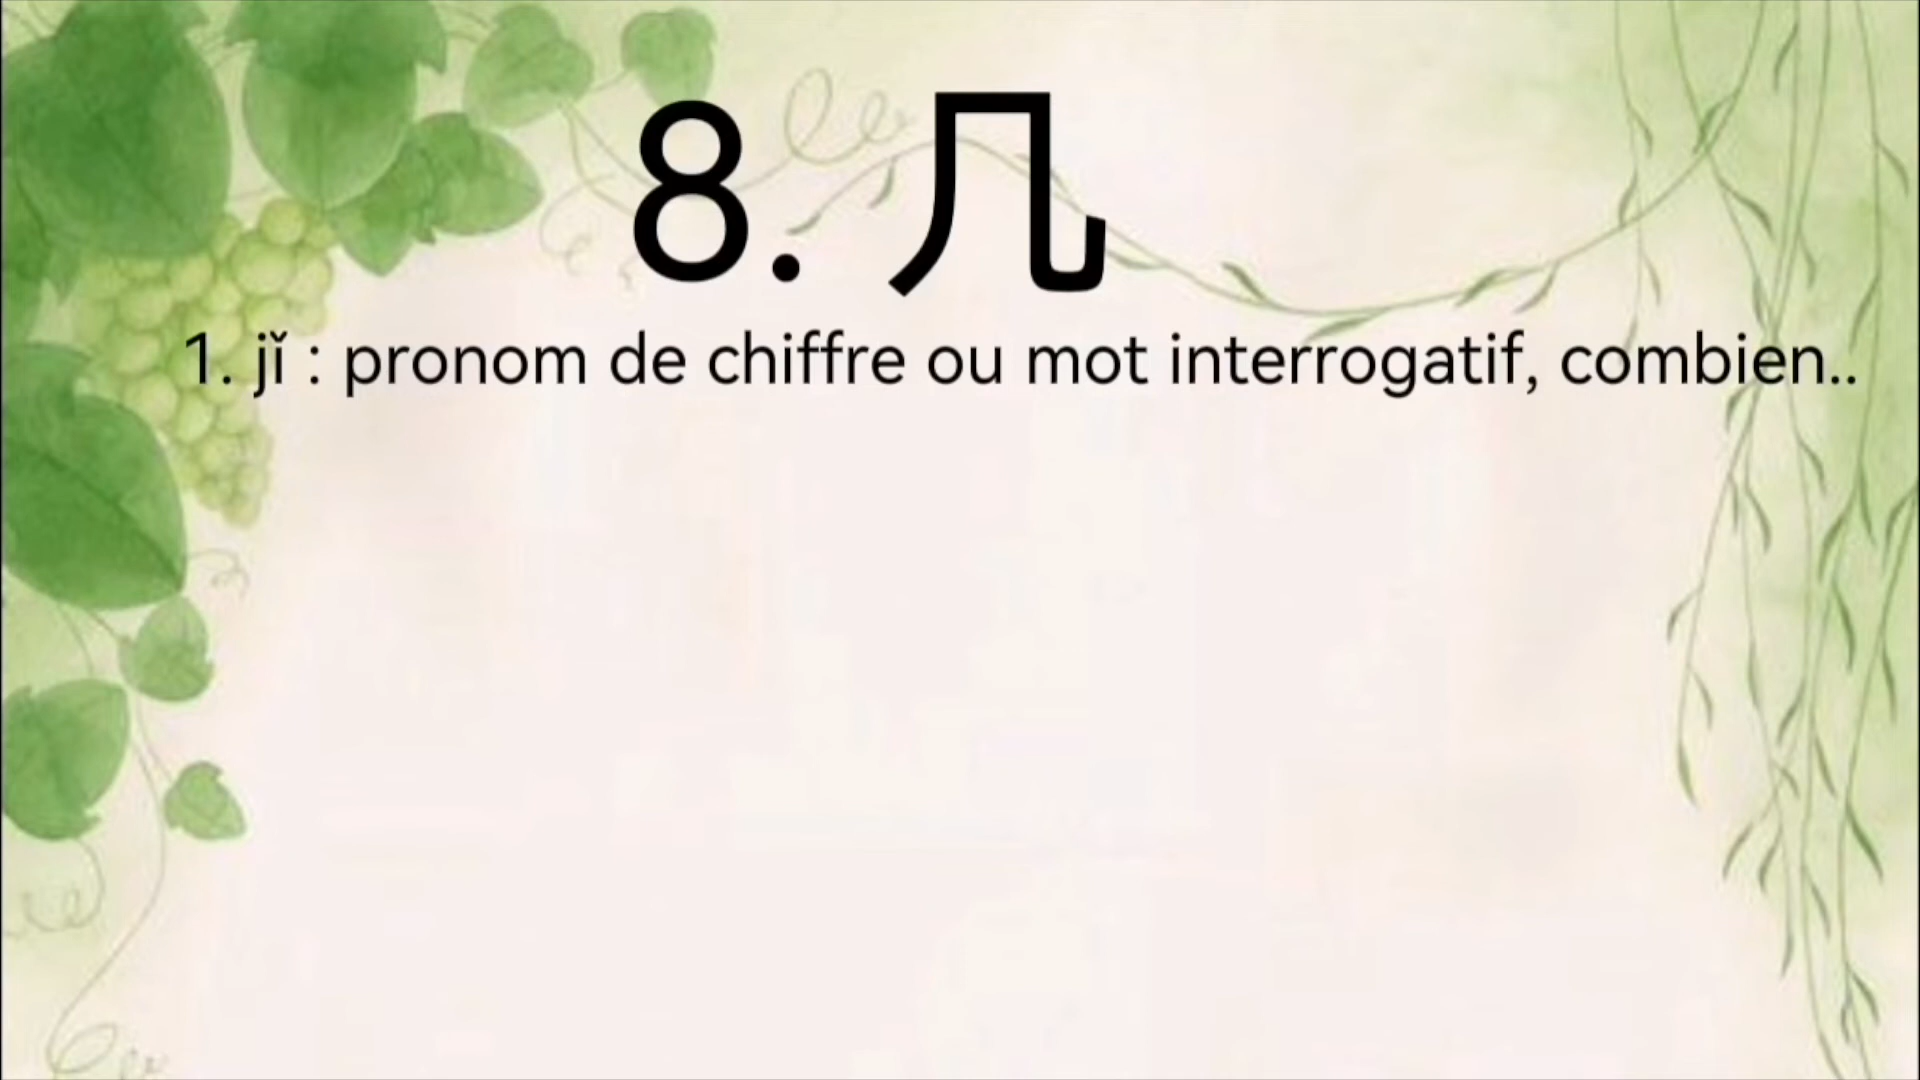 8. 几
1. jǐ : pronom de chiffre ou mot interrogatif, combien..